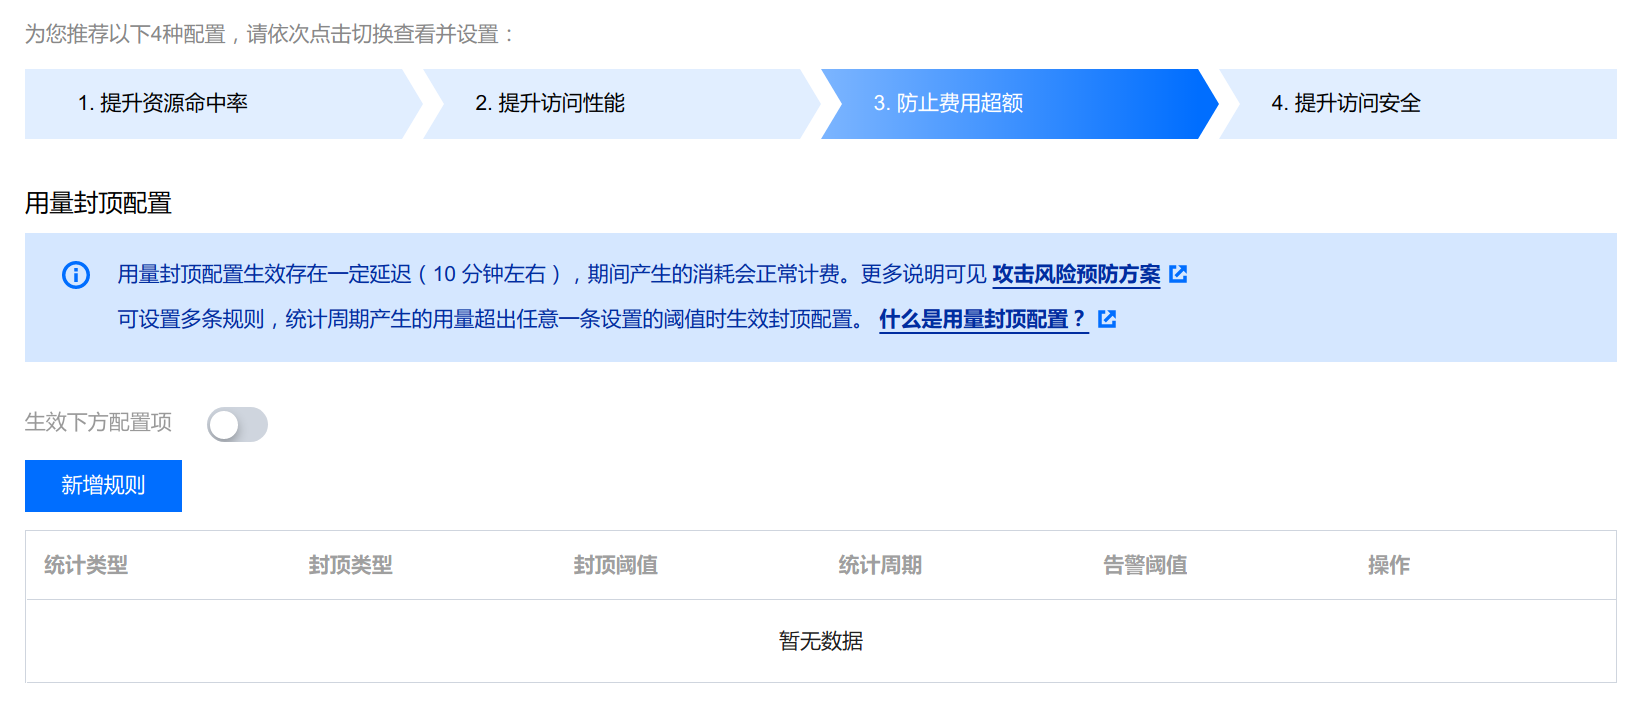 为您推荐以下4种配置，请依次点击切换查看并设置：
1. 提升资源命中率
2. 提升访问性能
3. 防止费用超额
4. 提升访问安全
用量封顶配置
用量封顶配置生效存在一定延迟（10 分钟左右），期间产生的消耗会正常计费。更多说明可见 攻击风险预防方案
可设置多条规则，统计周期产生的用量超出任意一条设置的阈值时生效封顶配置。 什么是用量封顶配置？
生效下方配置项
新增规则
统计类型 封顶类型 封顶阈值 统计周期 告警阈值 操作
暂无数据